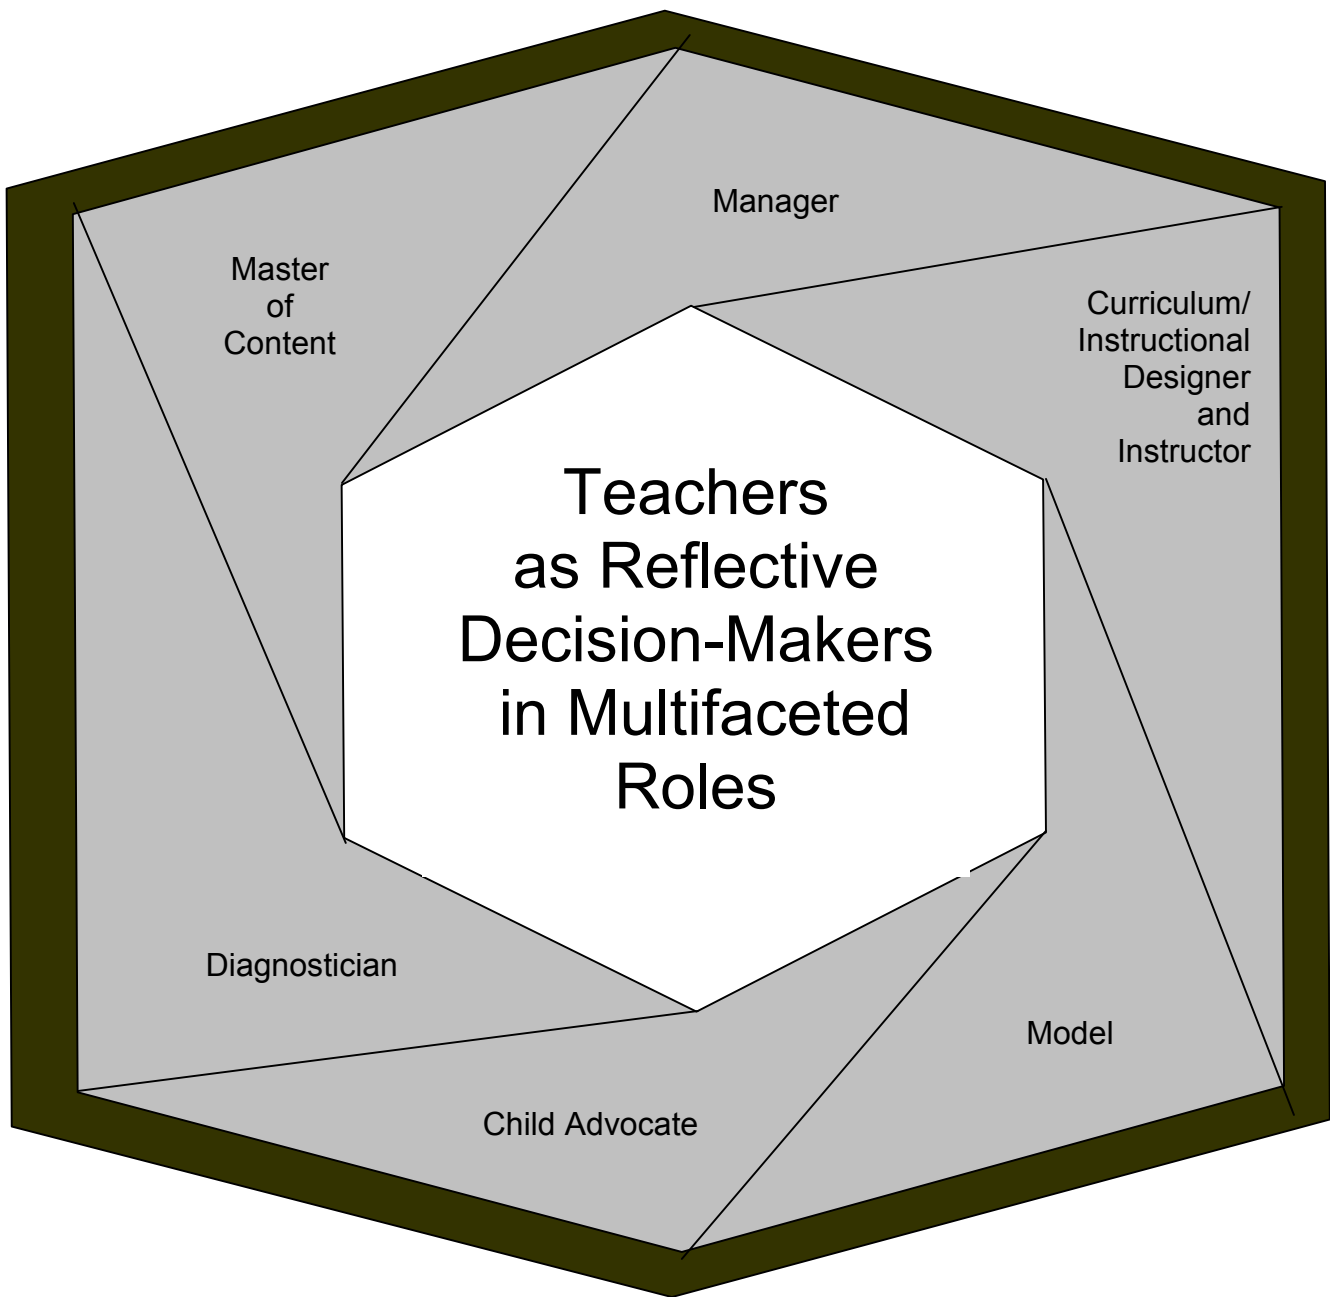 Manager
Master
of
Content
Curriculum/
Instructional
Designer
and
Instructor
Teachers
as Reflective
Decision-Makers
in Multifaceted
Roles
Diagnostician
Model
Child Advocate